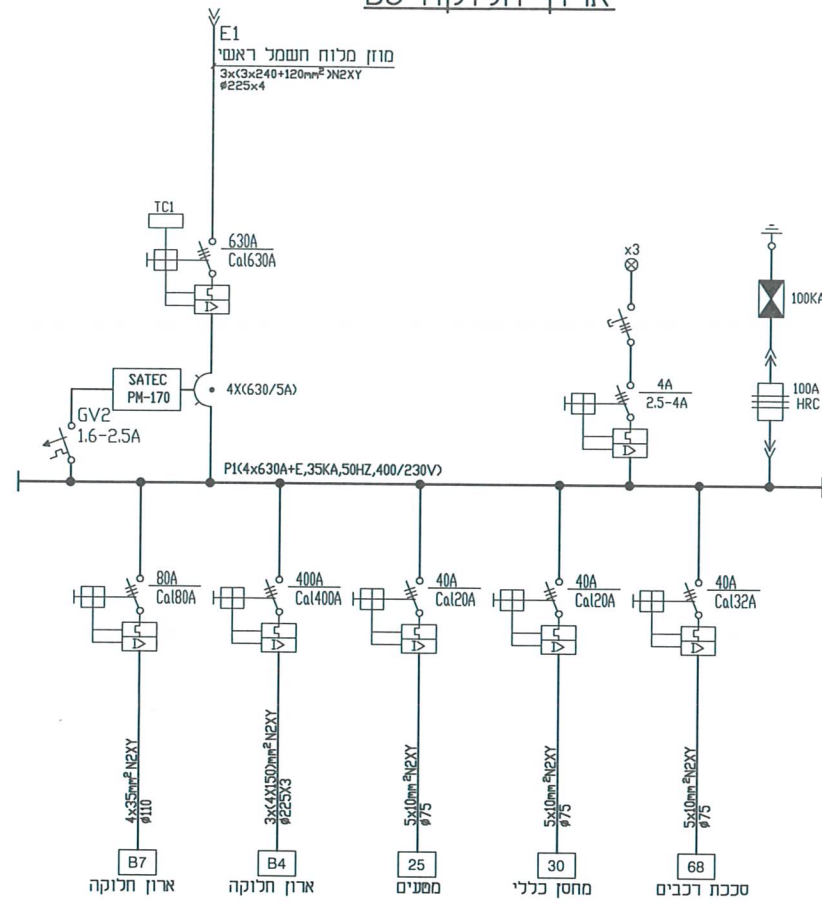 ארון חלוקה B3
E1
מוזן מלוח חשמל ראשי
3x(3x240+120mm²)N2XY
ø225x4
TC1
630A
Cal630A
I>
SATEC
PM-170
4X(630/5A)
GV2
1.6-2.5A
x3
4A
2.5-4A
I>
100KA
100A
HRC
P1(4x630A+E,35KA,50HZ,400/230V)
80A
Cal80A
I>
400A
Cal400A
I>
40A
Cal20A
I>
40A
Cal20A
I>
40A
Cal32A
I>
4x35mm² N2XY
ø110
3x(4X150)mm² N2XY
ø225X3
5x10mm² N2XY
ø75
5x10mm² N2XY
ø75
5x10mm² N2XY
ø75
B7
ארון חלוקה
B4
ארון חלוקה
25
מטענים
30
מחסן כללי
68
סככת רכבים